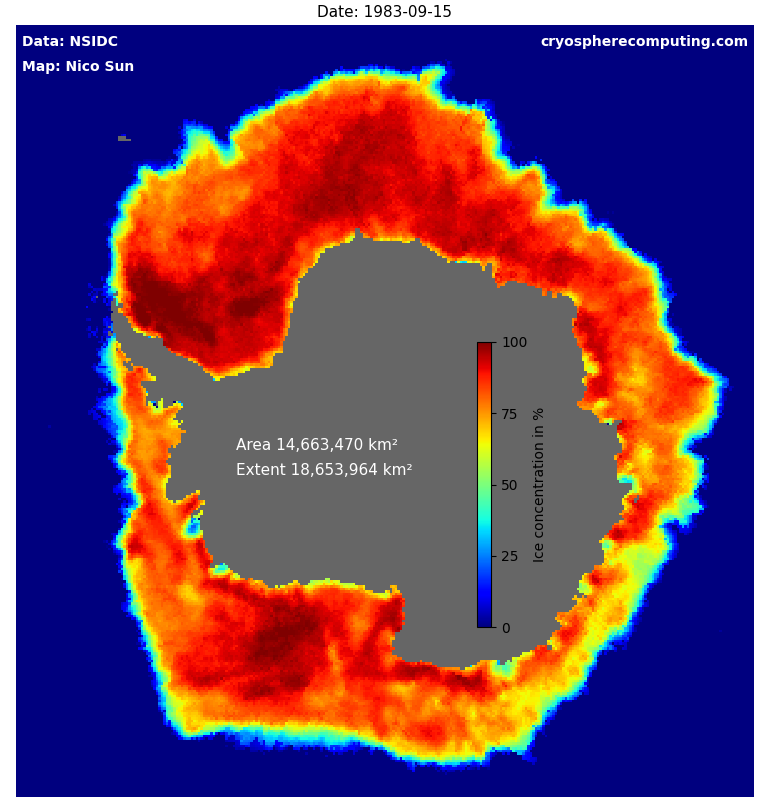 Date: 1983-09-15
Data: NSIDC
cryospherecomputing.com
Map: Nico Sun
100
75
50
25
0
Ice concentration in %
Area 14,663,470 km²
Extent 18,653,964 km²